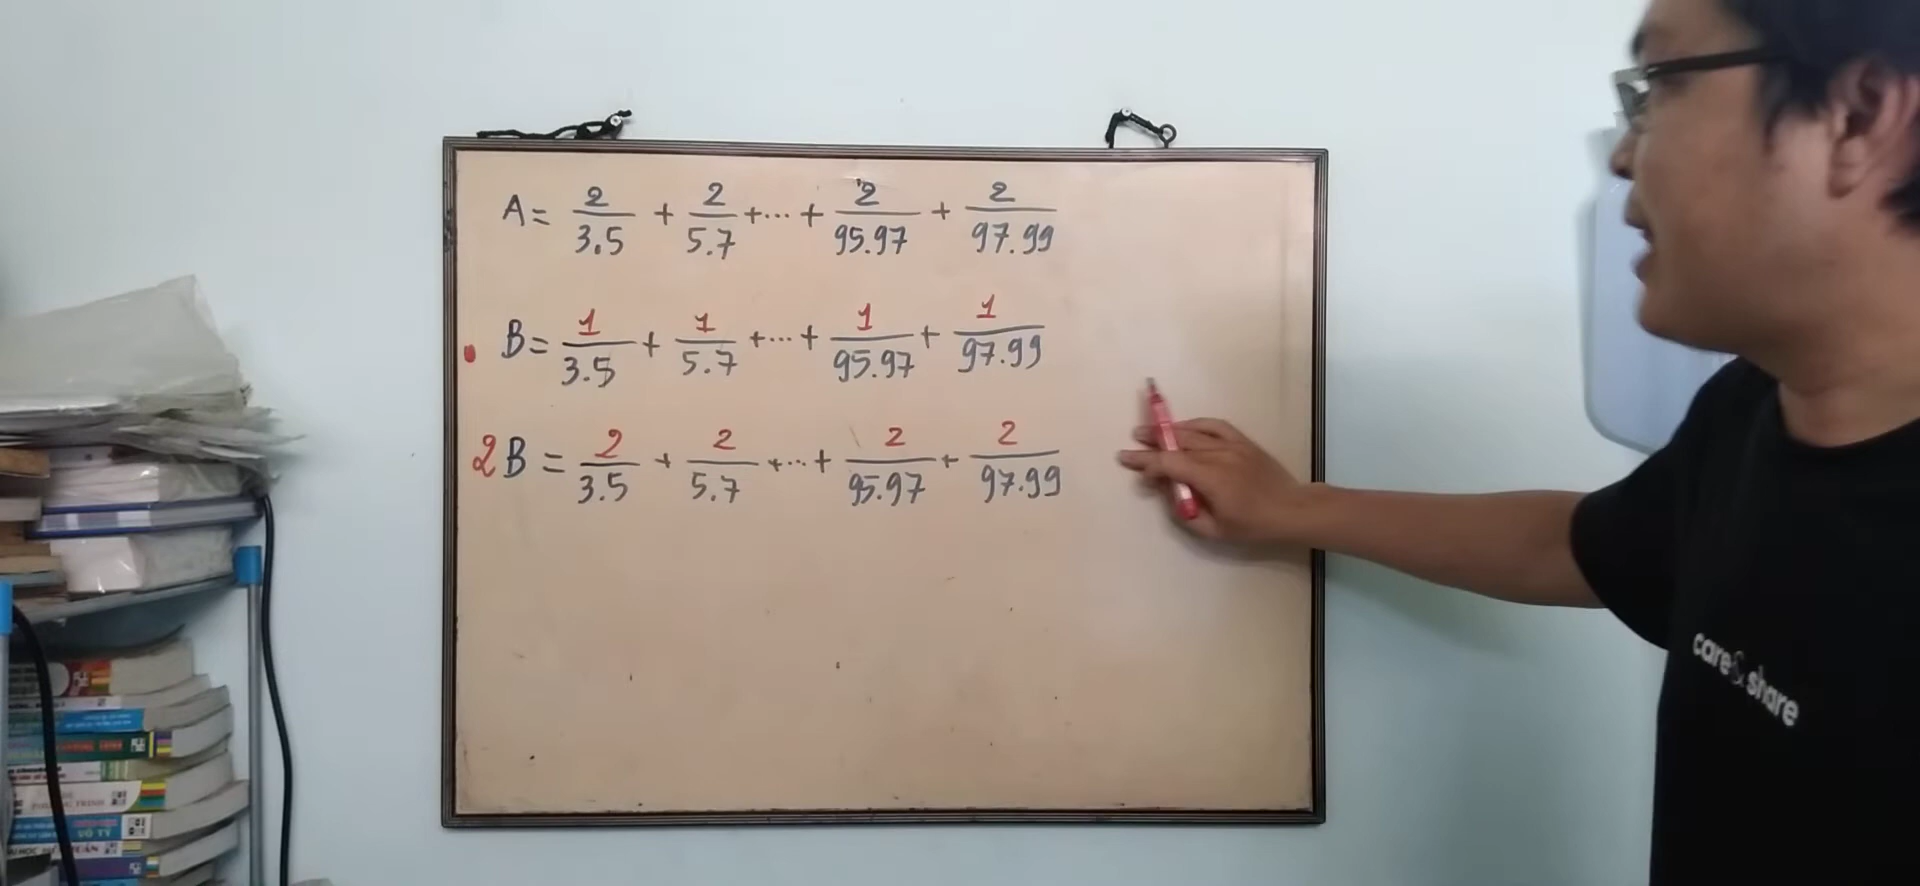 A = 2/3.5 + 2/5.7 + ... + 2/95.97 + 2/97.99
B = 1/3.5 + 1/5.7 + ... + 1/95.97 + 1/97.99
2B = 2/3.5 + 2/5.7 + ... + 2/95.97 + 2/97.99
care & share
VÔ TỶ